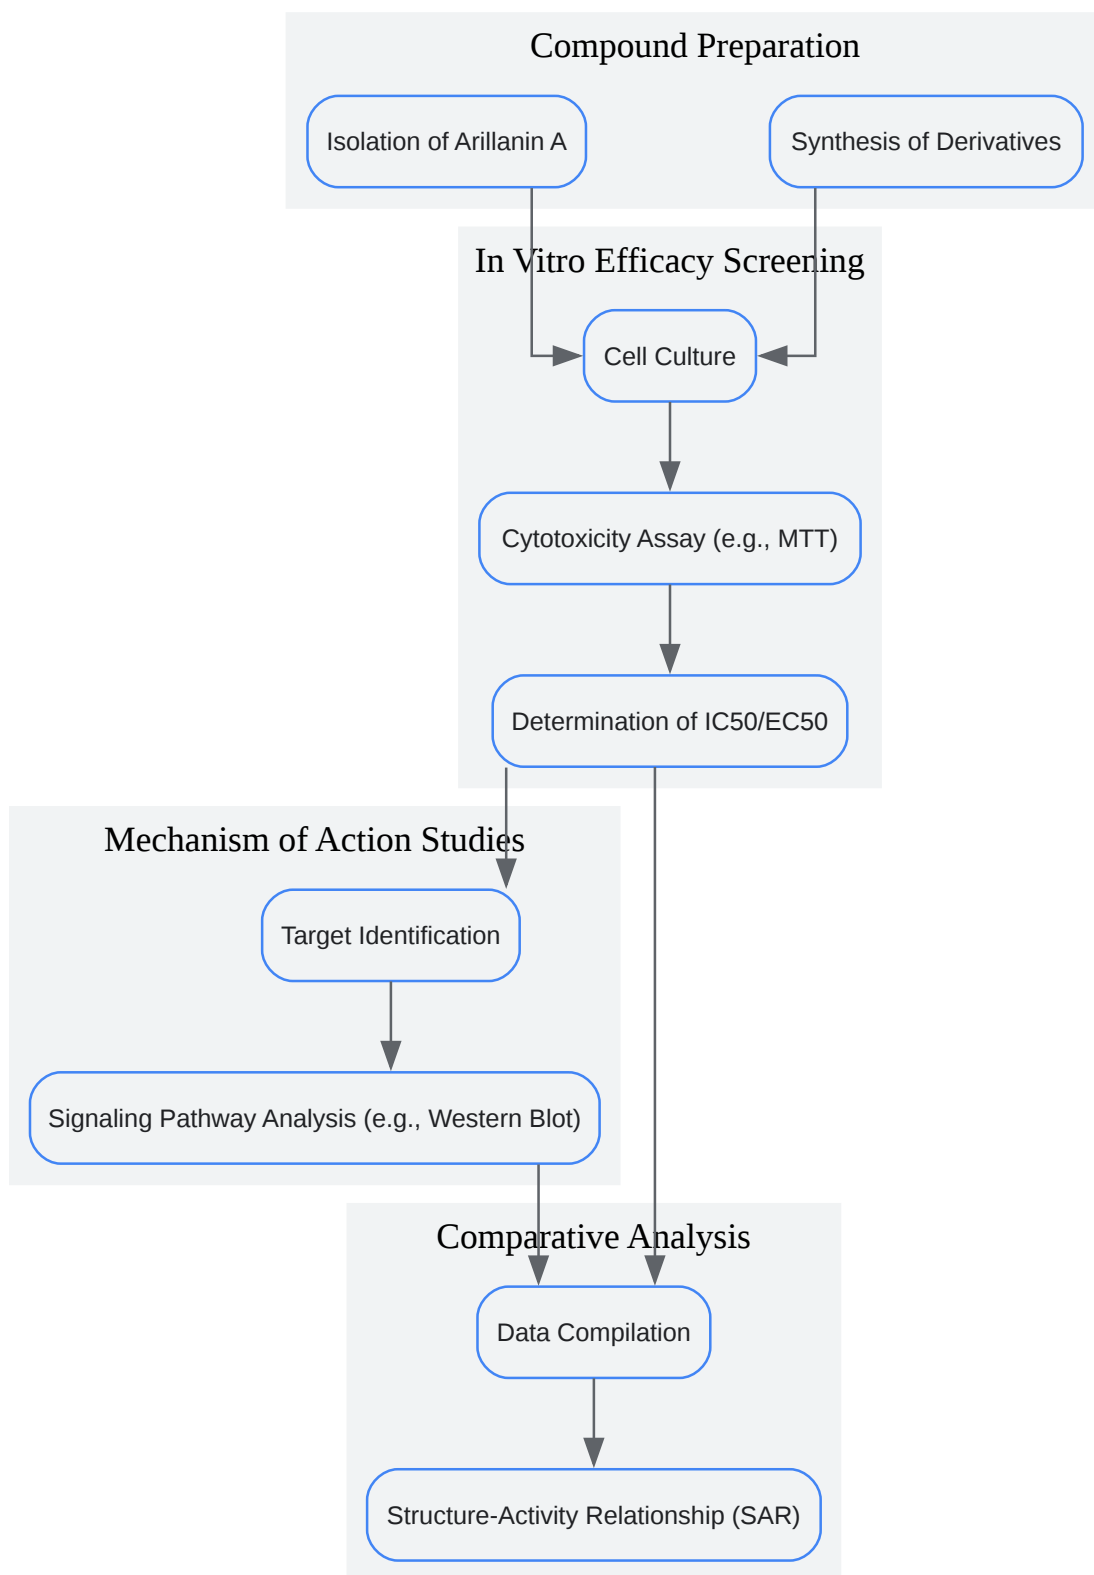 Compound Preparation
Isolation of Arillanin A
Synthesis of Derivatives
In Vitro Efficacy Screening
Cell Culture
Cytotoxicity Assay (e.g., MTT)
Determination of IC50/EC50
Mechanism of Action Studies
Target Identification
Signaling Pathway Analysis (e.g., Western Blot)
Comparative Analysis
Data Compilation
Structure-Activity Relationship (SAR)